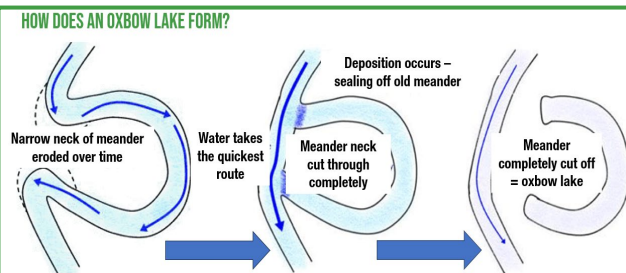 HOW DOES AN OXBOW LAKE FORM?
Narrow neck of meander
eroded over time
Water takes
the quickest
route
Deposition occurs –
sealing off old meander
Meander neck
cut through
completely
Meander
completely cut off
= oxbow lake